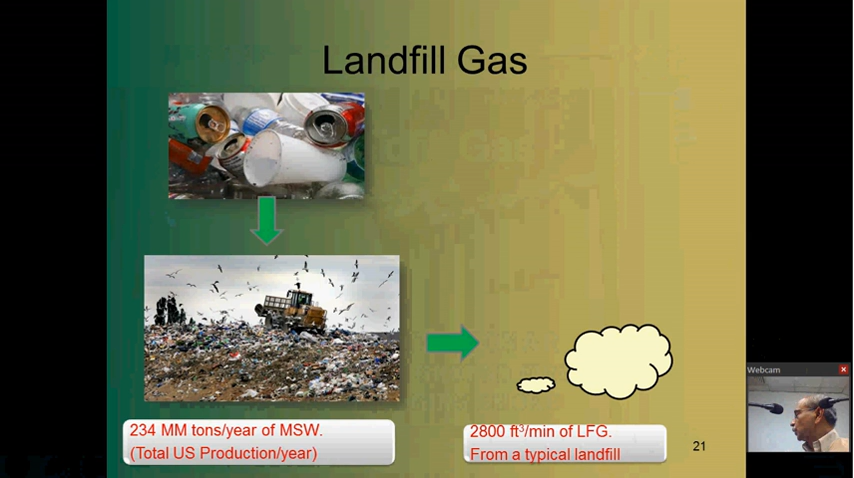 Landfill Gas
234 MM tons/year of MSW.
(Total US Production/year)
2800 ft³/min of LFG.
From a typical landfill
21
Webcam